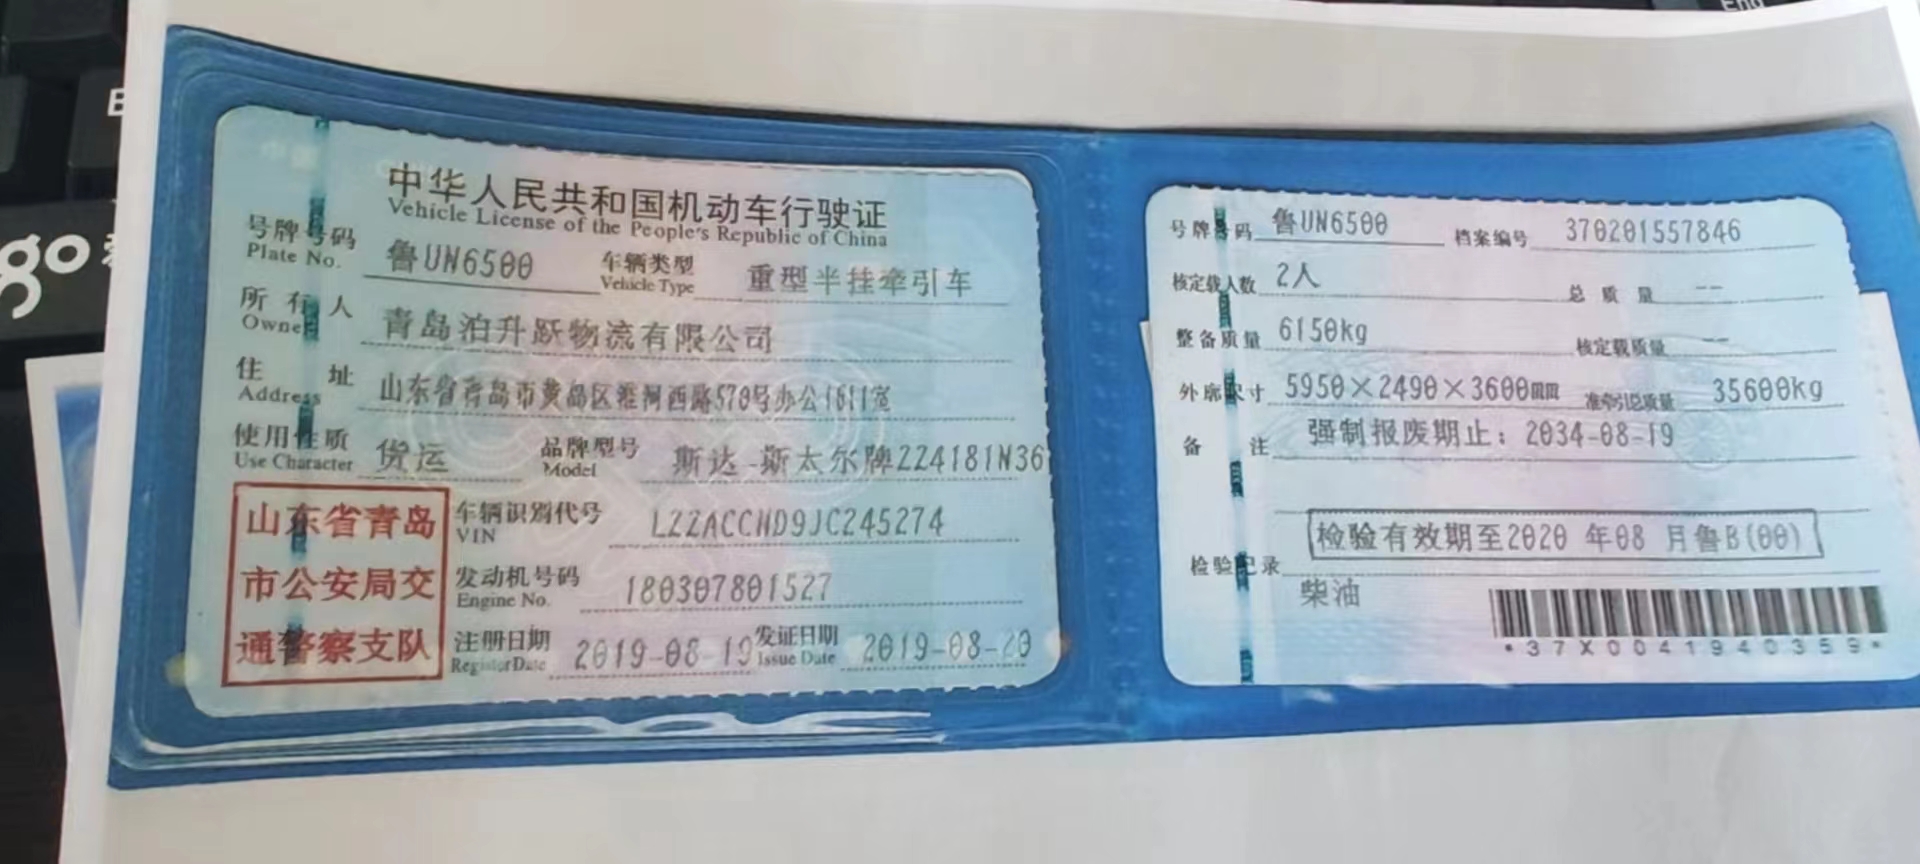 Eng
go
中华人民共和国机动车行驶证
Vehicle License of the People's Republic of China
号牌号码 鲁UN6500 车辆类型 重型半挂牵引车
Plate No. Vehicle Type
所有人 青岛泊升跃物流有限公司
Owner
住址 山东省青岛市黄岛区淮河西路570号办公1611室
Address
使用性质 货运 品牌型号 斯达-斯太尔牌ZZ4181N36
Use Character Model
山东省青岛
市公安局交
通警察支队
车辆识别代号 LZZACCND9JC245274
VIN
发动机号码 180307801527
Engine No.
注册日期 2019-08-19 发证日期 2019-08-20
Register Date Issue Date
号牌号码 鲁UN6500 档案编号 370201557846
核定载人数 2人 总质量 --
整备质量 6150kg 核定载质量 --
外廓尺寸 5950×2490×3600mm 准牵引总质量 35600kg
备注 强制报废期止：2034-08-19
检验记录 检验有效期至2020 年08 月鲁B(00)
柴油
*37X0041940359*